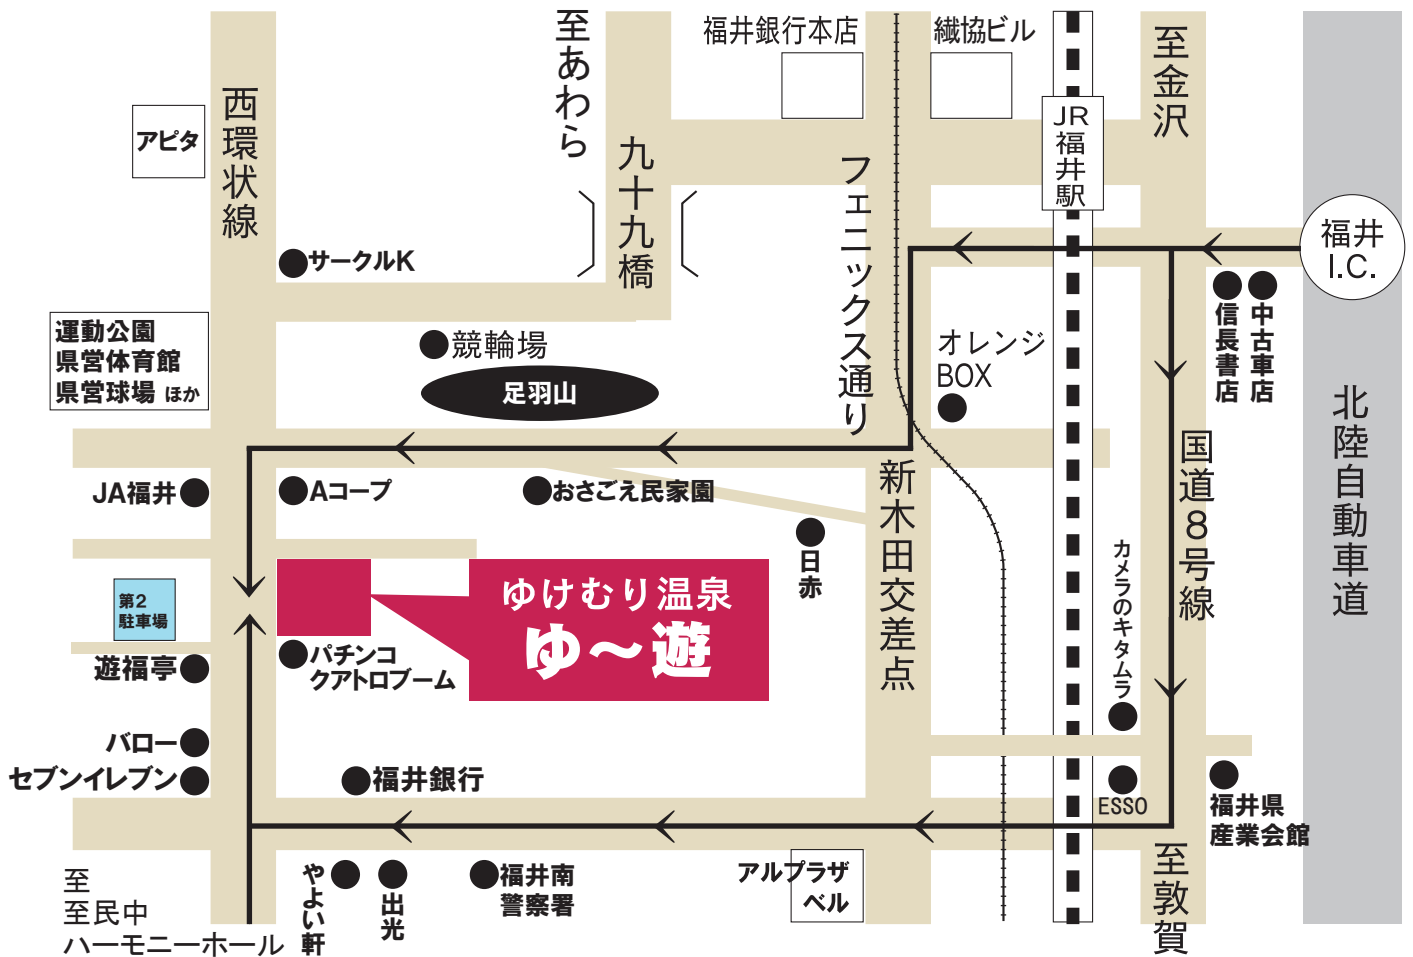 至あわら
福井銀行本店
繊協ビル
至金沢
西環状線
アピタ
九十九橋
フェニックス通り
JR福井駅
福井
I.C.
サークルK
運動公園
県営体育館
県営球場 ほか
競輪場
足羽山
オレンジ
BOX
信長書店
中古車店
北陸自動車道
国道8号線
JA福井
Aコープ
おさごえ民家園
新木田交差点
日赤
カメラのキタムラ
第2
駐車場
ゆけむり温泉
ゆ〜遊
遊福亭
パチンコ
クアトロブーム
バロー
セブンイレブン
福井銀行
ESSO
福井県
産業会館
至
至民中
ハーモニーホール
やよい軒
出光
福井南
警察署
アルプラザ
ベル
至敦賀